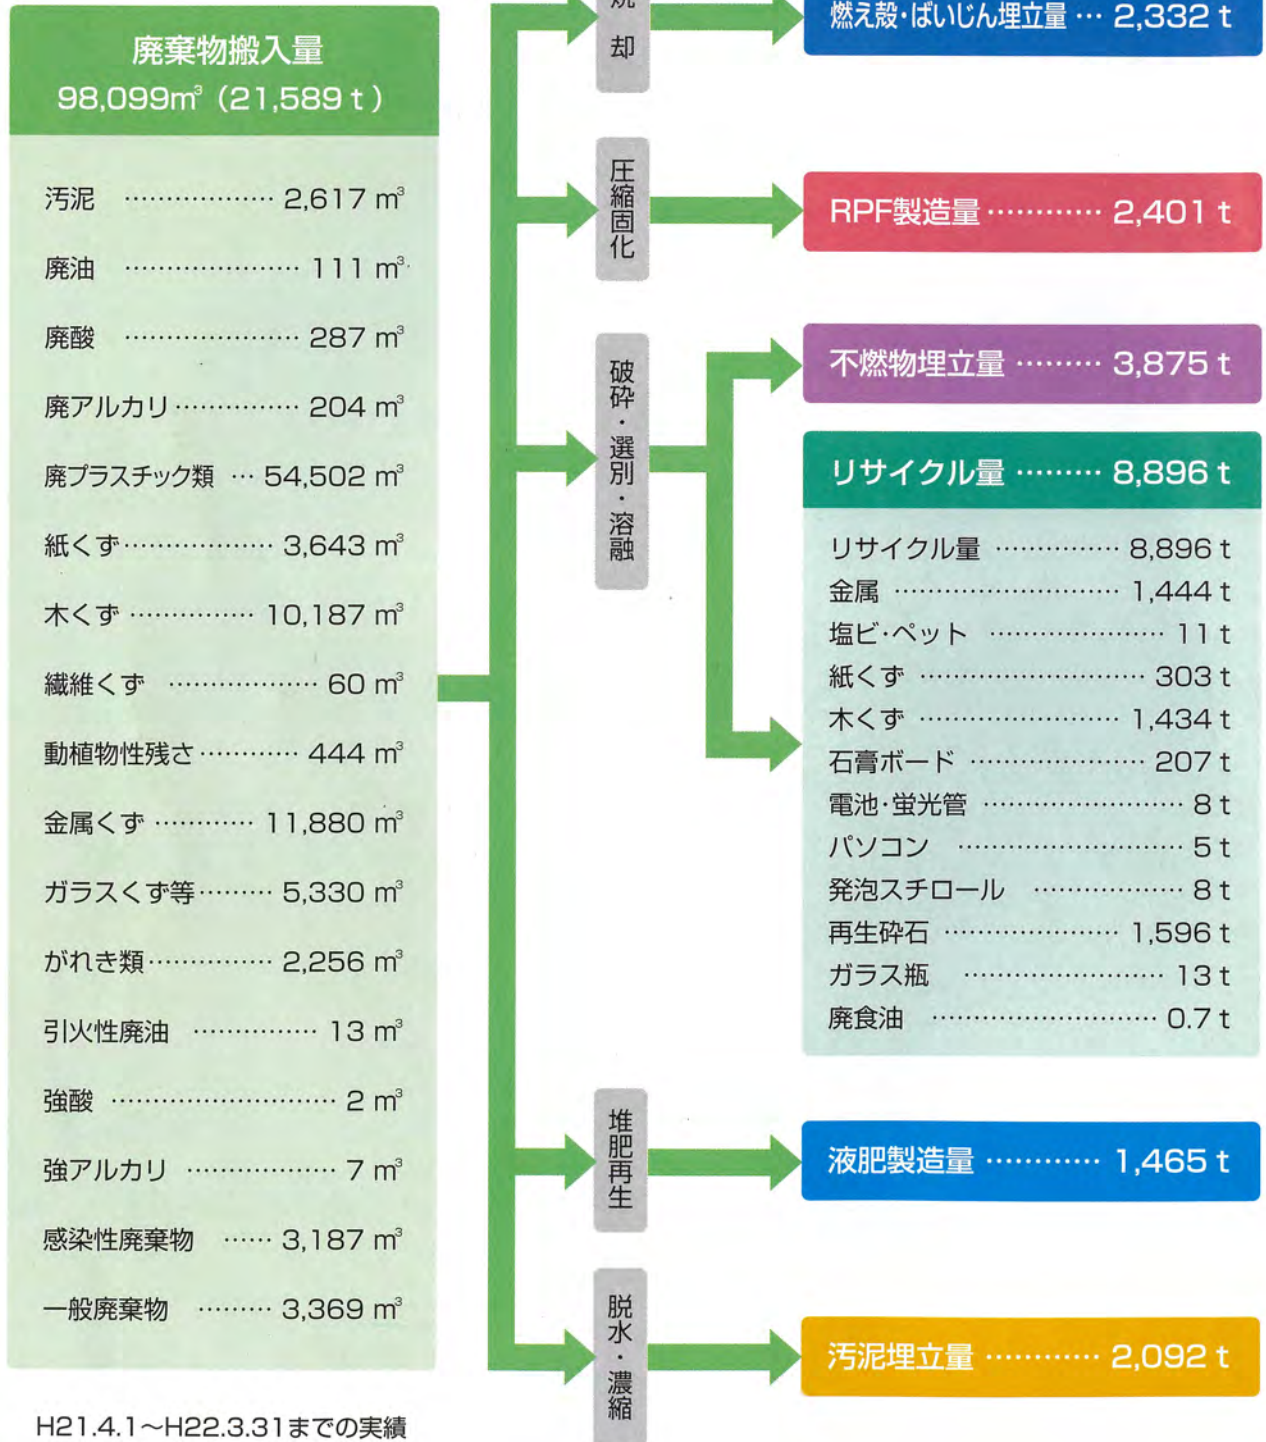 廃棄物搬入量
98,099㎥（21,589 t）
汚泥 ……………… 2,617 ㎥
廃油 ………………… 111 ㎥
廃酸 ………………… 287 ㎥
廃アルカリ …………… 204 ㎥
廃プラスチック類 … 54,502 ㎥
紙くず ……………… 3,643 ㎥
木くず …………… 10,187 ㎥
繊維くず ……………… 60 ㎥
動植物性残さ ………… 444 ㎥
金属くず ………… 11,880 ㎥
ガラスくず等 ……… 5,330 ㎥
がれき類 …………… 2,256 ㎥
引火性廃油 …………… 13 ㎥
強酸 ……………………… 2 ㎥
強アルカリ ……………… 7 ㎥
感染性廃棄物 …… 3,187 ㎥
一般廃棄物 ……… 3,369 ㎥
H21.4.1～H22.3.31までの実績
却
燃え殻・ばいじん埋立量 … 2,332 t
圧縮固化
RPF製造量 ………… 2,401 t
破砕・選別・溶融
不燃物埋立量 ……… 3,875 t
リサイクル量 ……… 8,896 t
リサイクル量 …………… 8,896 t
金属 ……………………… 1,444 t
塩ビ・ペット ………………… 11 t
紙くず ……………………… 303 t
木くず …………………… 1,434 t
石膏ボード ………………… 207 t
電池・蛍光管 …………………… 8 t
パソコン ……………………… 5 t
発泡スチロール ……………… 8 t
再生砕石 ………………… 1,596 t
ガラス瓶 …………………… 13 t
廃食油 ……………………… 0.7 t
堆肥再生
液肥製造量 ………… 1,465 t
脱水・濃縮
汚泥埋立量 ………… 2,092 t